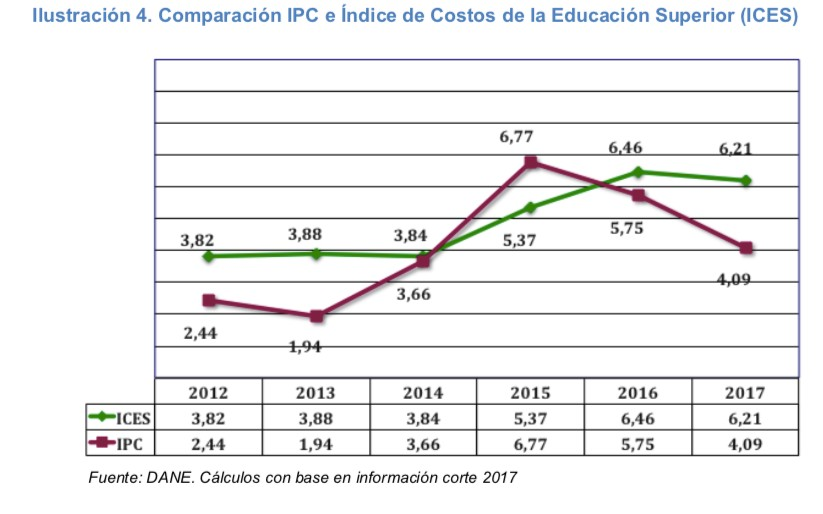 Ilustración 4. Comparación IPC e Índice de Costos de la Educación Superior (ICES)
6,77
6,46
6,21
3,82
3,88
3,84
5,37
5,75
3,66
4,09
2,44
1,94
2012 2013 2014 2015 2016 2017
ICES 3,82 3,88 3,84 5,37 6,46 6,21
IPC 2,44 1,94 3,66 6,77 5,75 4,09
Fuente: DANE. Cálculos con base en información corte 2017